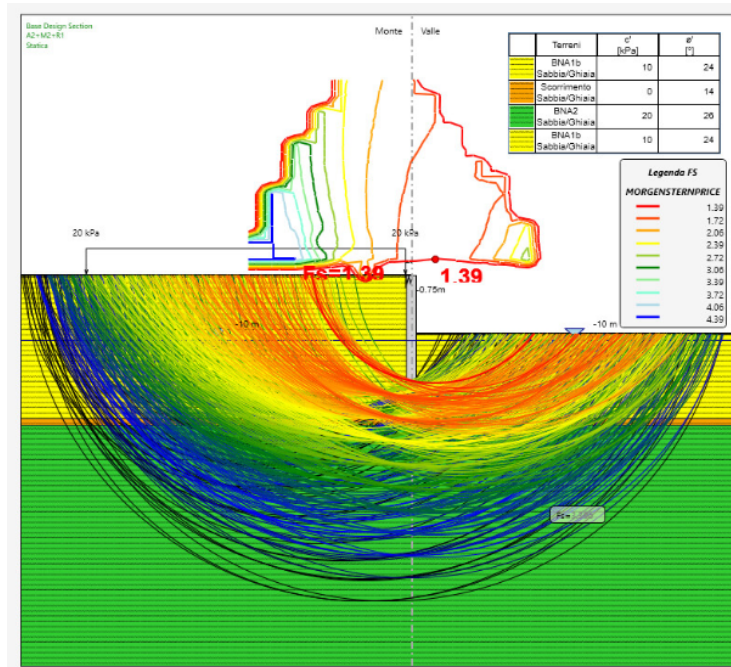 Base Design Section
A2+M2+R1
Statica
Monte
Valle
Terreni c' [kPa] ø' [°]
BNA1b Sabbia/Ghiaia 10 24
Scorrimento Sabbia/Ghiaia 0 14
BNA2 Sabbia/Ghiaia 20 26
BNA1b Sabbia/Ghiaia 10 24
Legenda FS
MORGENSTERNPRICE
1.39
1.72
2.06
2.39
2.72
3.06
3.39
3.72
4.06
4.39
20 kPa
20 kPa
Fs=1.39
1.39
-0.75m
-10 m
-10 m